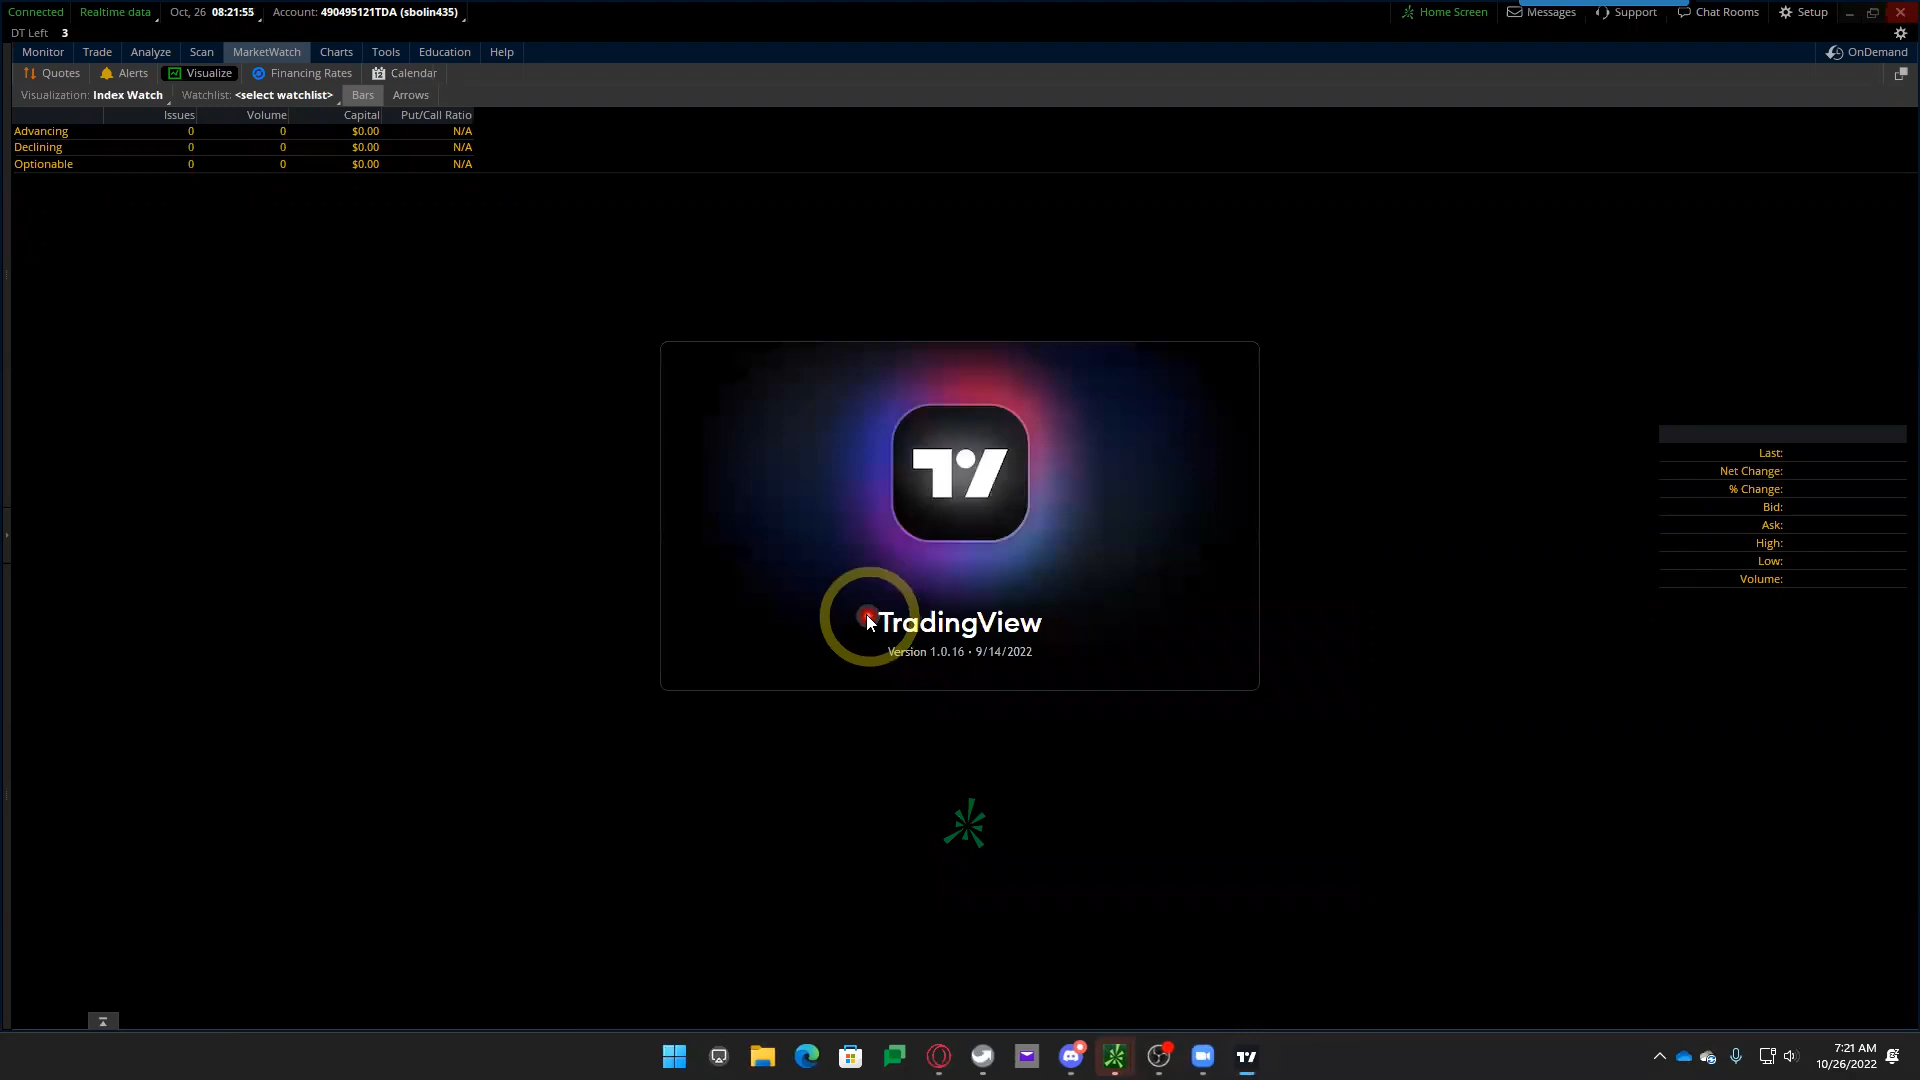 Connected Realtime data Oct, 26 08:21:55 Account: 490495121TDA (sbolin435) Home Screen Messages Support Chat Rooms Setup
DT Left 3
Monitor Trade Analyze Scan MarketWatch Charts Tools Education Help OnDemand
Quotes Alerts Visualize Financing Rates Calendar
Visualization: Index Watch Watchlist: <select watchlist> Bars Arrows
Issues Volume Capital Put/Call Ratio
Advancing 0 0 $0.00 N/A
Declining 0 0 $0.00 N/A
Optionable 0 0 $0.00 N/A
Last:
Net Change:
% Change:
Bid:
Ask:
High:
Low:
Volume:
TradingView
Version 1.0.16 • 9/14/2022
7:21 AM
10/26/2022